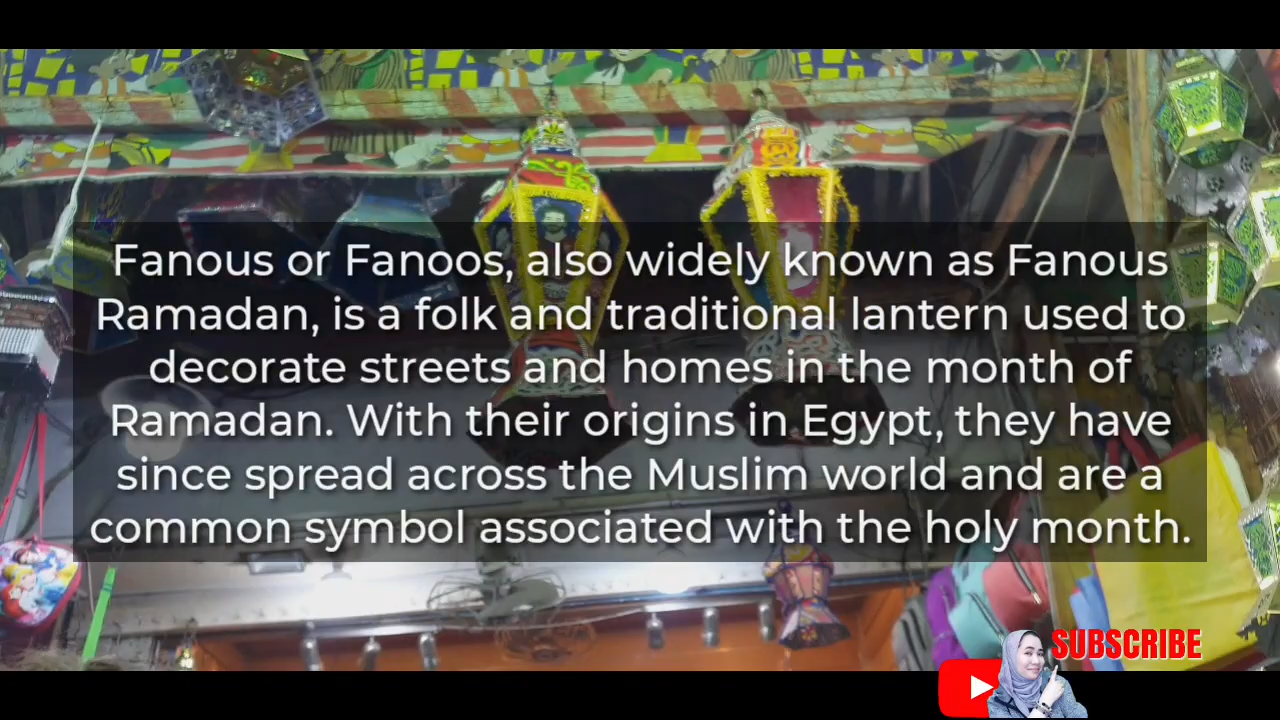 Fanous or Fanoos, also widely known as Fanous
Ramadan, is a folk and traditional lantern used to
decorate streets and homes in the month of
Ramadan. With their origins in Egypt, they have
since spread across the Muslim world and are a
common symbol associated with the holy month.
SUBSCRIBE